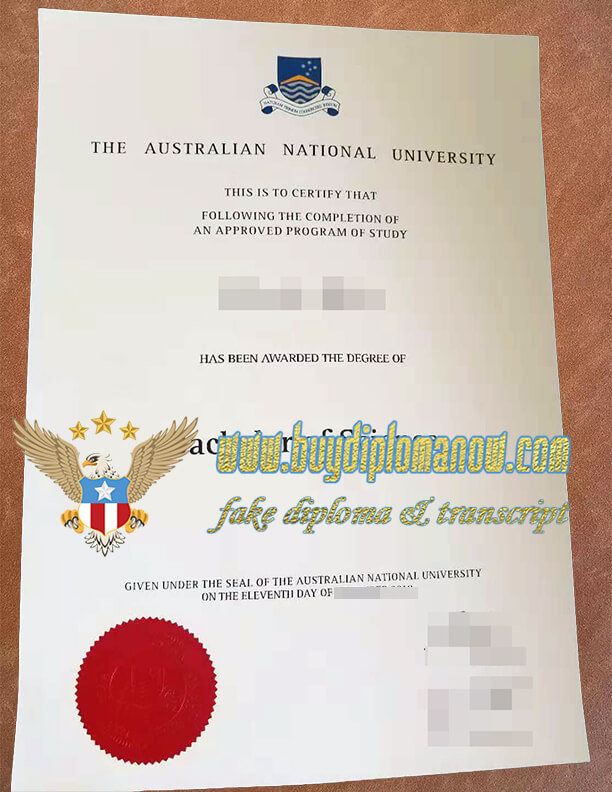 THE AUSTRALIAN NATIONAL UNIVERSITY
THIS IS TO CERTIFY THAT
FOLLOWING THE COMPLETION OF
AN APPROVED PROGRAM OF STUDY
HAS BEEN AWARDED THE DEGREE OF
www.buydiplomanow.com
fake diploma & transcript
GIVEN UNDER THE SEAL OF THE AUSTRALIAN NATIONAL UNIVERSITY
ON THE ELEVENTH DAY OF